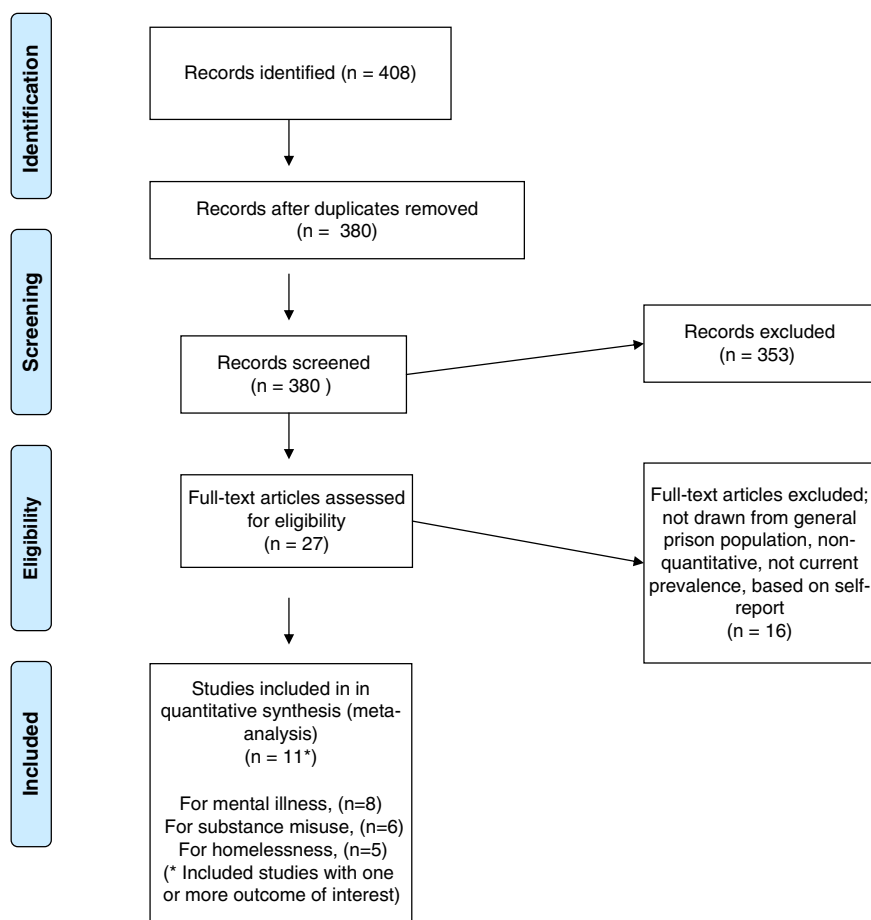 Identification
Records identified (n = 408)
Records after duplicates removed
(n =  380)
Screening
Records screened
(n = 380 )
Records excluded
(n = 353)
Eligibility
Full-text articles assessed
for eligibility
(n = 27)
Full-text articles excluded;
not drawn from general
prison population, non-
quantitative, not current
prevalence, based on self-
report
(n = 16)
Included
Studies included in in
quantitative synthesis (meta-
analysis)
(n = 11*)
For mental illness, (n=8)
For substance misuse, (n=6)
For homelessness, (n=5)
(* Included studies with one
or more outcome of interest)